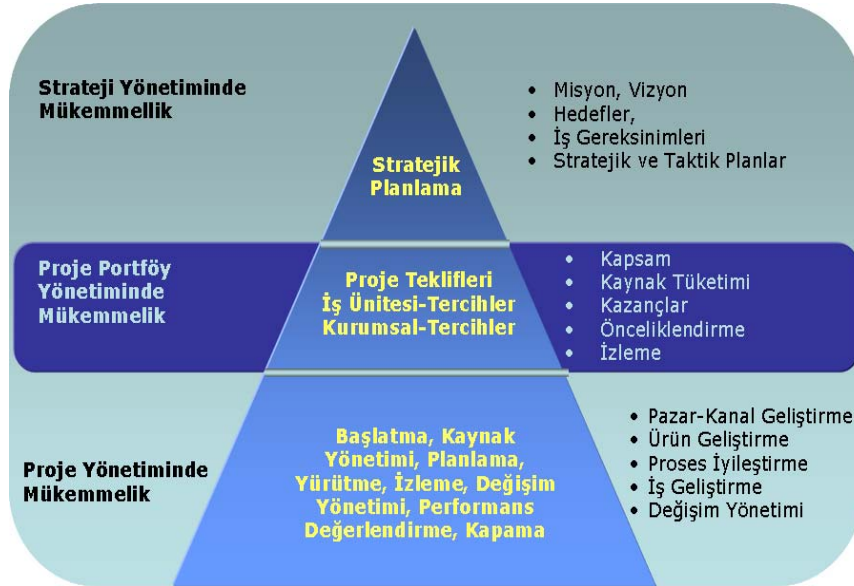 Strateji Yönetiminde
Mükemmellik
Stratejik
Planlama
• Misyon, Vizyon
• Hedefler,
• İş Gereksinimleri
• Stratejik ve Taktik Planlar
Proje Portföy
Yönetiminde
Mükemmelik
Proje Teklifleri
İş Ünitesi-Tercihler
Kurumsal-Tercihler
• Kapsam
• Kaynak Tüketimi
• Kazançlar
• Önceliklendirme
• İzleme
Proje Yönetiminde
Mükemmelik
Başlatma, Kaynak
Yönetimi, Planlama,
Yürütme, İzleme, Değişim
Yönetimi, Performans
Değerlendirme, Kapama
• Pazar-Kanal Geliştirme
• Ürün Geliştirme
• Proses İyileştirme
• İş Geliştirme
• Değişim Yönetimi